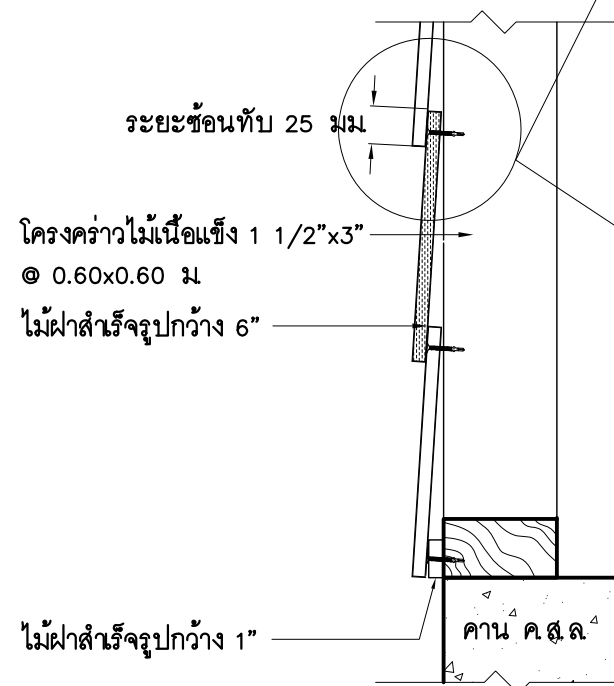 ระยะซ้อนทับ 25 มม.
โครงคร่าวไม้เนื้อแข็ง 1 1/2"x3"
@ 0.60x0.60 ม.
ไม้ฝาสำเร็จรูปกว้าง 6"
ไม้ฝาสำเร็จรูปกว้าง 1"
คาน ค.ส.ล.